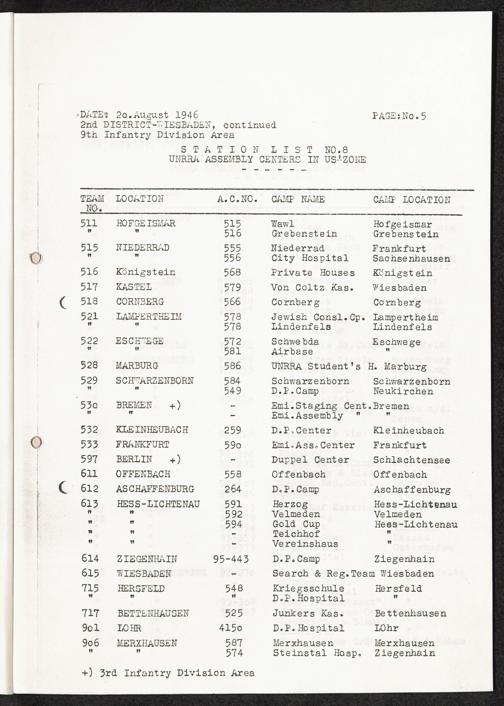 DATE: 2o.August 1946 PAGE:No.5
2nd DISTRICT-WIESBADEN, continued
9th Infantry Division Area
S T A T I O N   L I S T   NO.8
UNRRA ASSEMBLY CENTERS IN US-ZONE
- - - - - -
TEAM NO. LOCATION A.C.NO. CAMP NAME CAMP LOCATION
511 HOFGEISMAR 515 Wawl Hofgeismar
" " 516 Grebenstein Grebenstein
515 NIEDERRAD 555 Niederrad Frankfurt
" " 556 City Hospital Sachsenhausen
516 Königstein 568 Private Houses Königstein
517 KASTEL 579 Von Coltz Kas. Wiesbaden
518 CORNBERG 566 Cornberg Cornberg
521 LAMPERTHEIM 578 Jewish Consl.Cp. Lampertheim
" " 578 Lindenfels Lindenfels
522 ESCHWEGE 572 Schwebda Eschwege
" " 581 Airbase "
528 MARBURG 586 UNRRA Student's H. Marburg
529 SCHWARZENBORN 584 Schwarzenborn Schwarzenborn
" " 549 D.P.Camp Neukirchen
53o BREMEN +) - Emi.Staging Cent.Bremen
" " - Emi.Assembly " "
532 KLEINHEUBACH 259 D.P.Center Kleinheubach
533 FRANKFURT 59o Emi.Ass.Center Frankfurt
597 BERLIN +) - Duppel Center Schlachtensee
611 OFFENBACH 558 Offenbach Offenbach
612 ASCHAFFENBURG 264 D.P.Camp Aschaffenburg
613 HESS-LICHTENAU 591 Herzog Hess-Lichtenau
" " 592 Velmeden Velmeden
" " 594 Gold Cup Hess-Lichtenau
" " - Teichhof "
" " - Vereinshaus "
614 ZIEGENHAIN 95-443 D.P.Camp Ziegenhain
615 WIESBADEN - Search & Reg.Team Wiesbaden
715 HERSFELD 548 Kriegsschule Hersfeld
" " " D.P.Hospital "
717 BETTENHAUSEN 525 Junkers Kas. Bettenhausen
9o1 LOHR 415o D.P.Hospital LOhr
9o6 MERXHAUSEN 587 Merxhausen Merxhausen
" " 574 Steinstal Hosp. Ziegenhain
+) 3rd Infantry Division Area